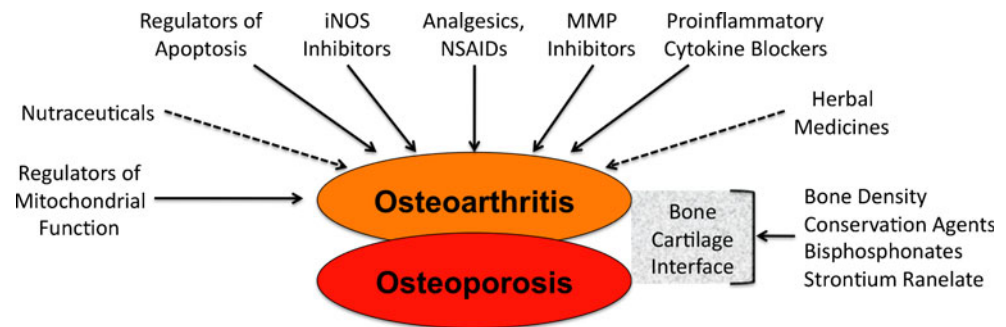 Regulators of
Apoptosis
iNOS
Inhibitors
Analgesics,
NSAIDs
MMP
Inhibitors
Proinflammatory
Cytokine Blockers
Nutraceuticals
Herbal
Medicines
Regulators of
Mitochondrial
Function
Osteoarthritis
Osteoporosis
Bone
Cartilage
Interface
Bone Density
Conservation Agents
Bisphosphonates
Strontium Ranelate